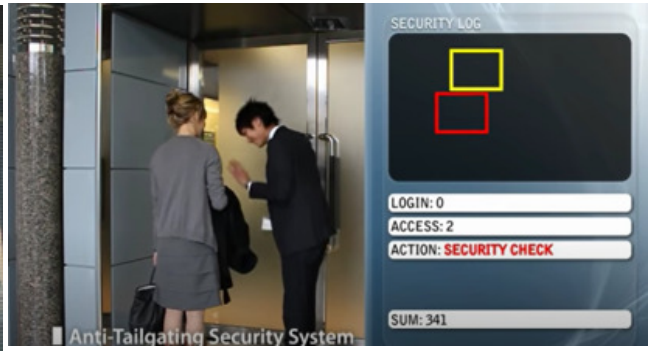 Anti-Tailgating Security System
SECURITY LOG
LOGIN: 0
ACCESS: 2
ACTION: SECURITY CHECK
SUM: 341